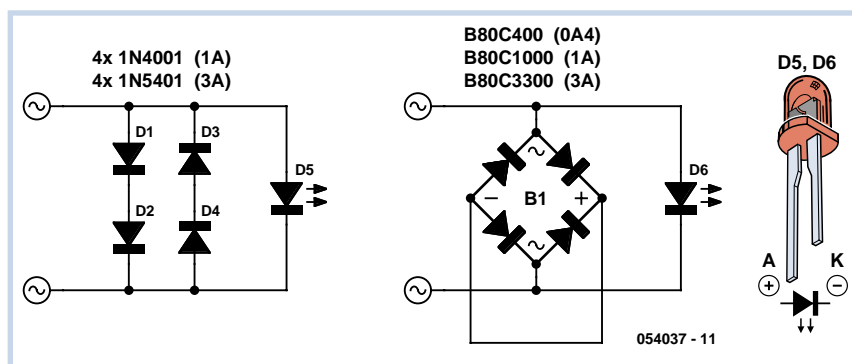 4x 1N4001 (1A)
4x 1N5401 (3A)
D1
D3
D2
D4
D5
B80C400 (0A4)
B80C1000 (1A)
B80C3300 (3A)
~
~
~
− B1 +
~
~
~
D6
D5, D6
A K
+ −
054037 - 11